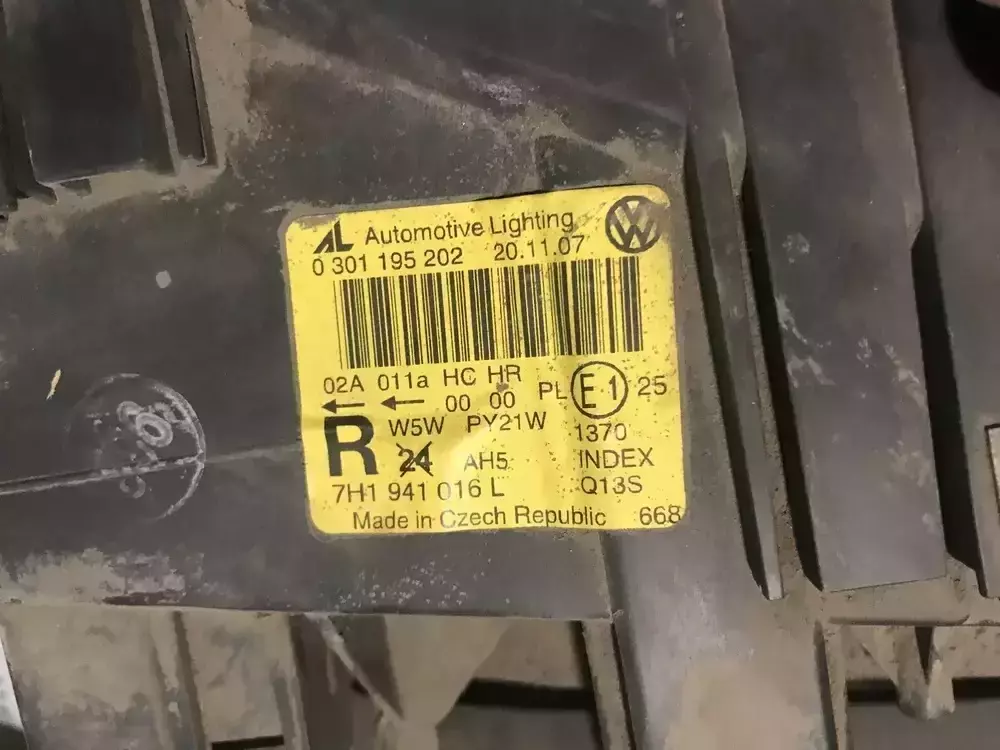 AL Automotive Lighting
0 301 195 202 20.11.07
02A 011a HC HR
← ← 00 00 PL E1 25
R W5W PY21W 1370
24 AH5 INDEX
7H1 941 016 L Q13S
Made in Czech Republic 668